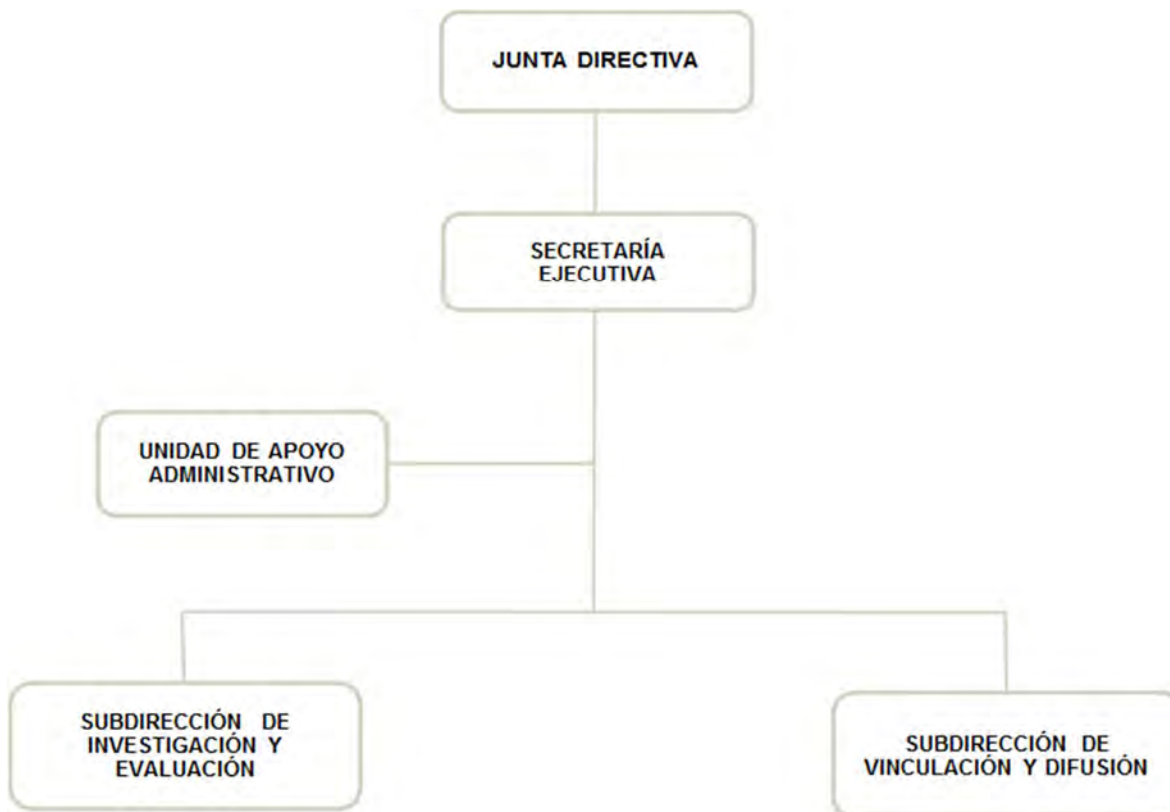 JUNTA DIRECTIVA
SECRETARÍA
EJECUTIVA
UNIDAD DE APOYO
ADMINISTRATIVO
SUBDIRECCIÓN DE
INVESTIGACIÓN Y
EVALUACIÓN
SUBDIRECCIÓN DE
VINCULACIÓN Y DIFUSIÓN